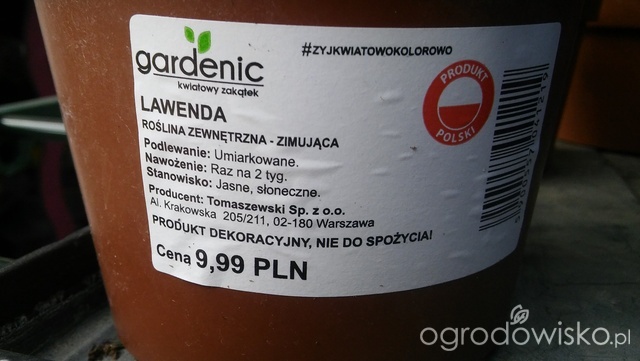 gardenic
kwiatowy zakątek
#ZYJKWIATOWOKOLOROWO
LAWENDA
ROŚLINA ZEWNĘTRZNA - ZIMUJĄCA
Podlewanie: Umiarkowane.
Nawożenie: Raz na 2 tyg.
Stanowisko: Jasne, słoneczne.
Producent: Tomaszewski Sp. z o.o.
Al. Krakowska 205/211, 02-180 Warszawa
PRODUKT DEKORACYJNY, NIE DO SPOŻYCIA!
Cena 9,99 PLN
PRODUKT
POLSKI
ogrodowisko.pl